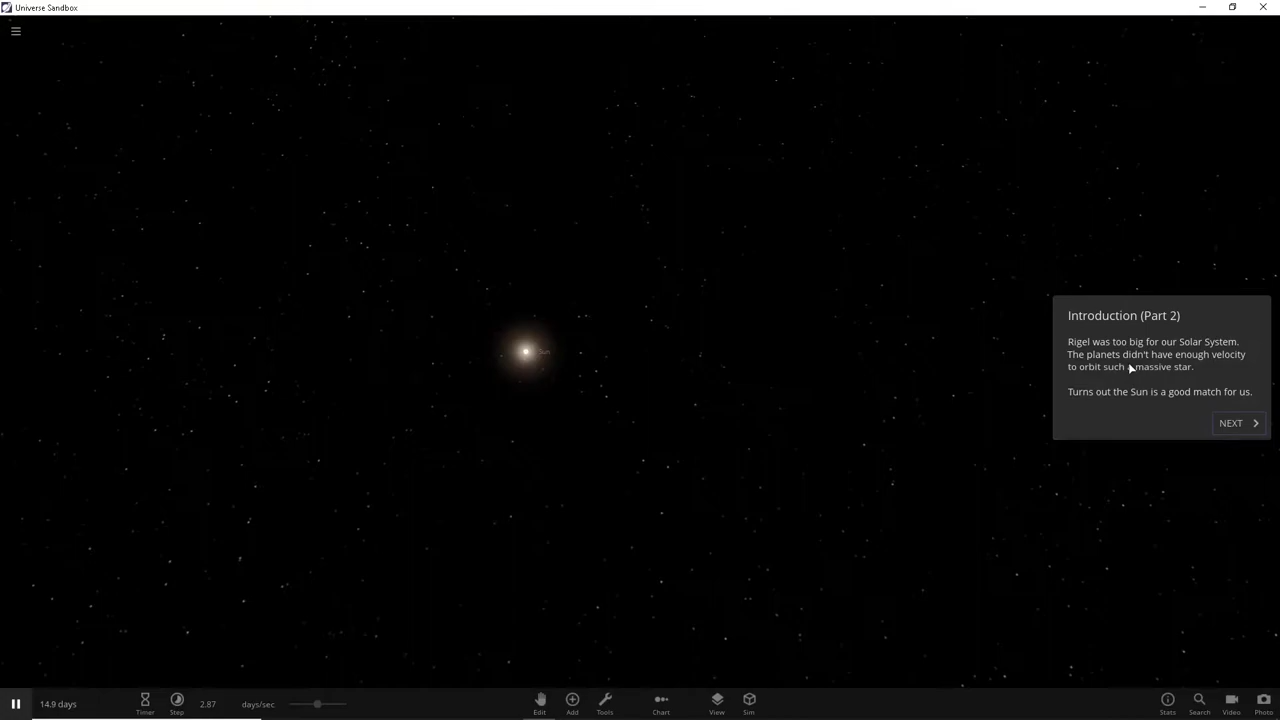 Universe Sandbox
Sun
Introduction (Part 2)
Rigel was too big for our Solar System.
The planets didn't have enough velocity
to orbit such a massive star.
Turns out the Sun is a good match for us.
NEXT
14.9 days
Timer
Step
2.87
days/sec
Edit
Add
Tools
Chart
View
Sim
Stats
Search
Video
Photo